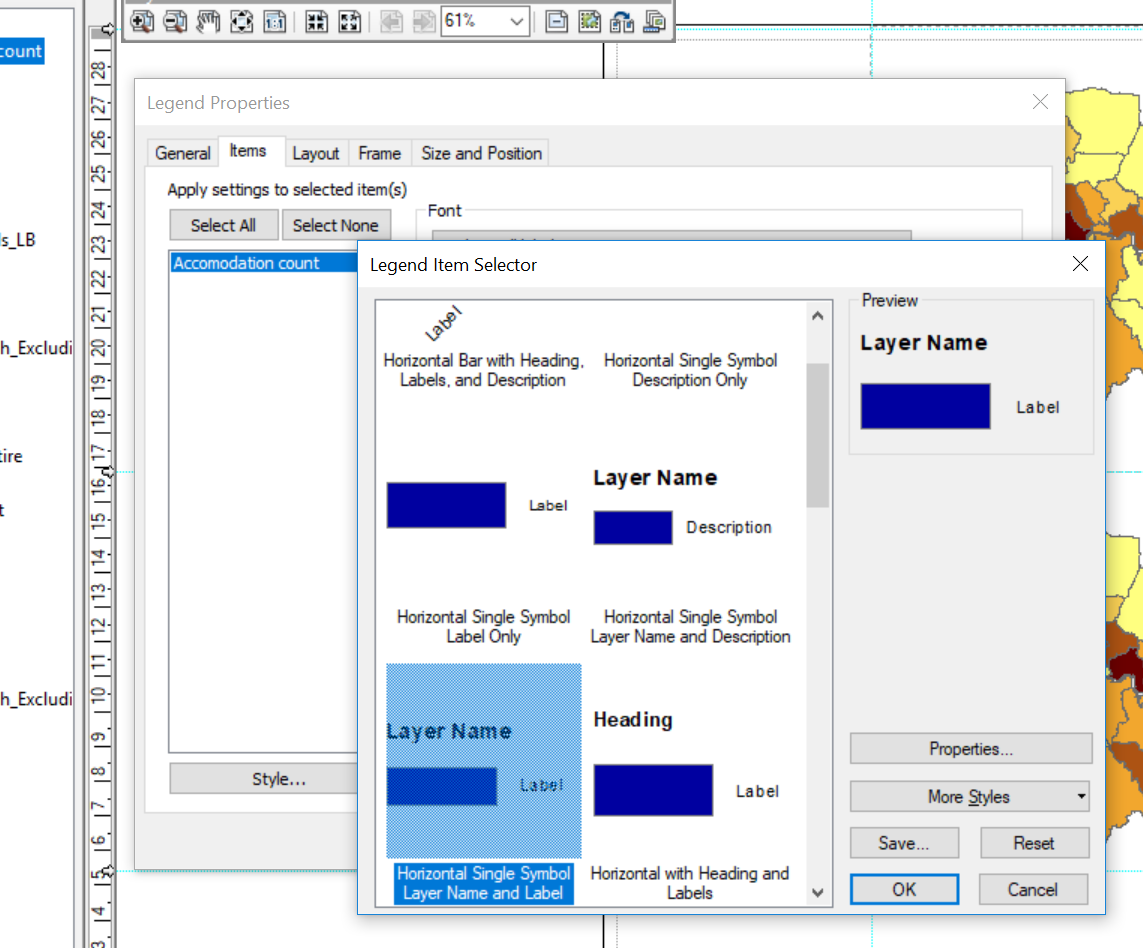 61%
count
ls_LB
h_Excludi
tire
t
h_Excludi
28
27
26
25
24
23
22
21
20
19
18
17
16
15
14
13
12
11
10
9
8
7
6
5
4
3
Legend Properties
General Items Layout Frame Size and Position
Apply settings to selected item(s)
Select All Select None
Font
Accomodation count
Style...
Legend Item Selector
Label
Horizontal Bar with Heading,
Labels, and Description
Horizontal Single Symbol
Description Only
Label
Horizontal Single Symbol
Label Only
Layer Name
Description
Horizontal Single Symbol
Layer Name and Description
Layer Name
Label
Horizontal Single Symbol
Layer Name and Label
Heading
Label
Horizontal with Heading and
Labels
Preview
Layer Name
Label
Properties...
More Styles
Save... Reset
OK Cancel